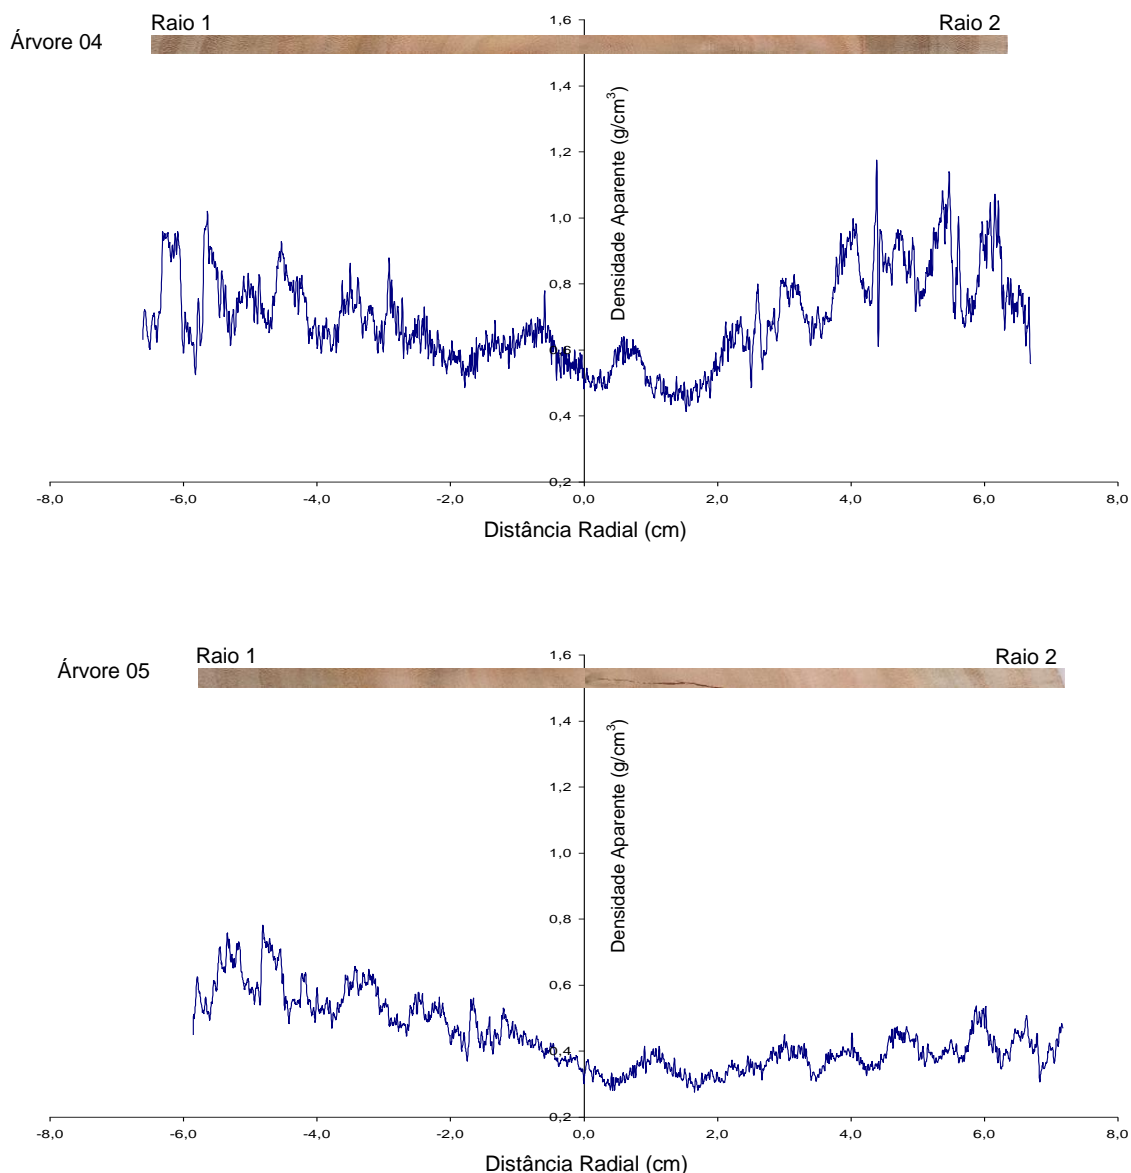 Raio 1
Raio 2
Árvore 04
1,6
1,4
1,2
1,0
0,8
0,6
0,4
0,2
Densidade Aparente (g/cm³)
-8,0 -6,0 -4,0 -2,0 0,0 2,0 4,0 6,0 8,0
Distância Radial (cm)
Raio 1
Raio 2
Árvore 05
1,6
1,4
1,2
1,0
0,8
0,6
0,4
0,2
Densidade Aparente (g/cm³)
-8,0 -6,0 -4,0 -2,0 0,0 2,0 4,0 6,0 8,0
Distância Radial (cm)